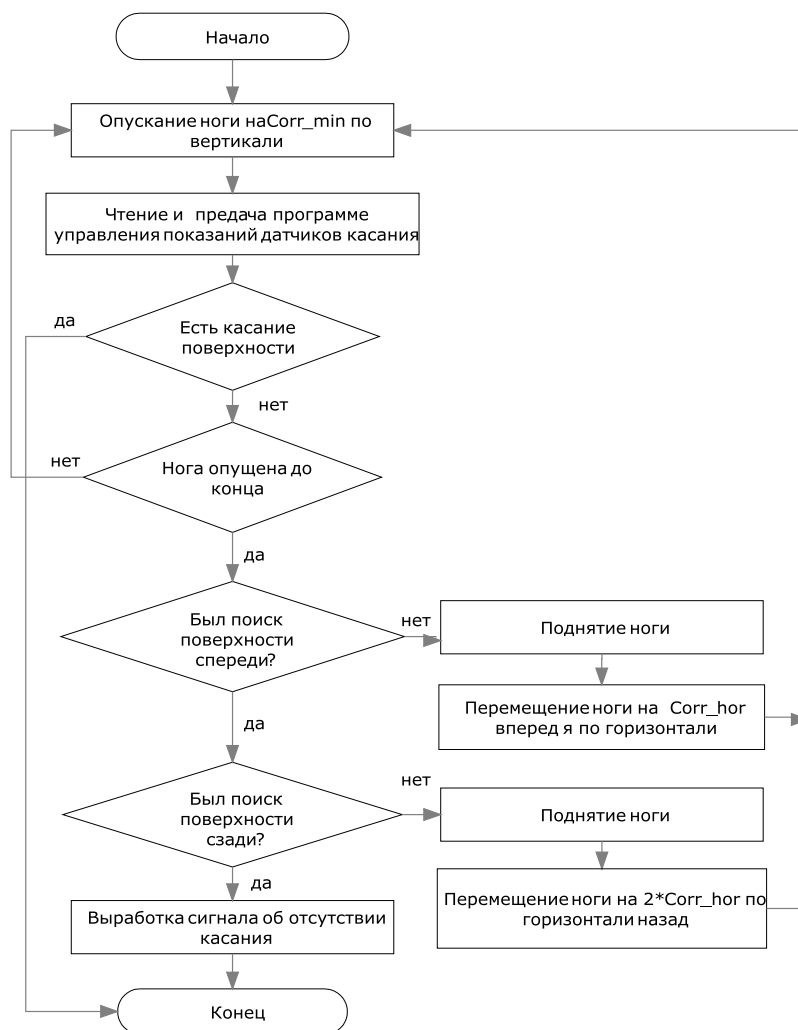 Начало
Опускание ноги наCorr_min по
вертикали
Чтение и предача программе
управления показаний датчиков касания
да
Есть касание
поверхности
нет
нет
Нога опущена до
конца
да
Был поиск
поверхности
спереди?
нет
Поднятие ноги
Перемещение ноги на Corr_hor
вперед я по горизонтали
да
Был поиск
поверхности
сзади?
нет
Поднятие ноги
Перемещение ноги на 2*Corr_hor по
горизонтали назад
да
Выработка сигнала об отсутствии
касания
Конец